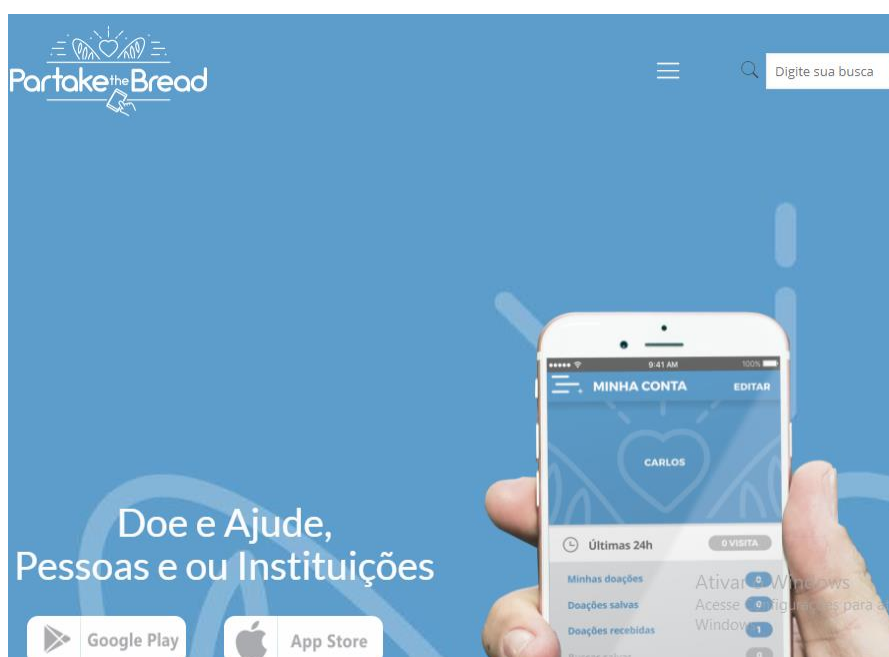 Partake the Bread
Digite sua busca
9:41 AM
100%
MINHA CONTA
EDITAR
CARLOS
Doe e Ajude,
Pessoas e ou Instituições
Últimas 24h
0 VISITA
Minhas doações
0
Doações salvas
0
Doações recebidas
1
0
Ativar o Windows
Acesse
para a
Windows
Google Play
App Store